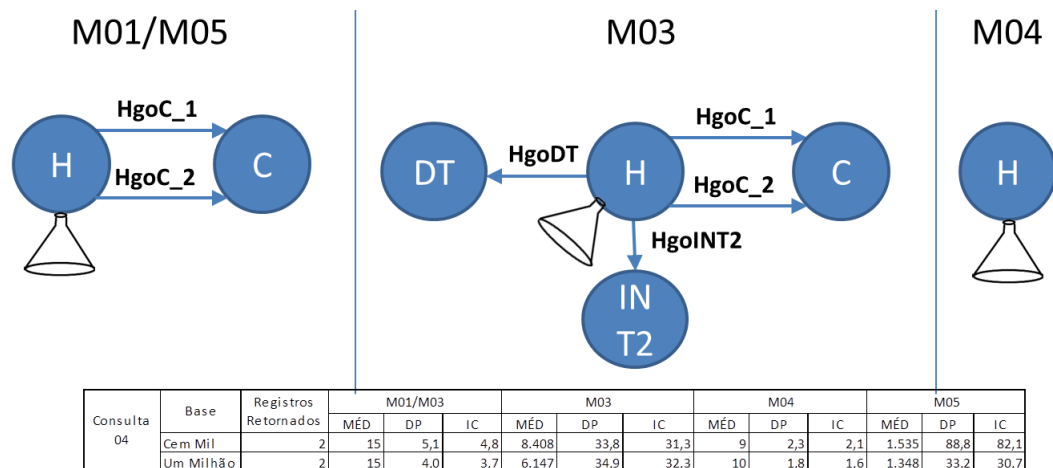 M01/M05 M03 M04
HgoC_1
HgoC_2
H C
HgoC_1
HgoDT
HgoC_2
DT H C
HgoINT2
IN
T2
H
Consulta 04 Base Registros Retornados M01/M03 M03 M04 M05
MÉD DP IC MÉD DP IC MÉD DP IC MÉD DP IC
Cem Mil 2 15 5,1 4,8 8.408 33,8 31,3 9 2,3 2,1 1.535 88,8 82,1
Um Milhão 2 15 4,0 3,7 6.147 34,9 32,3 10 1,8 1,6 1.348 33,2 30,7